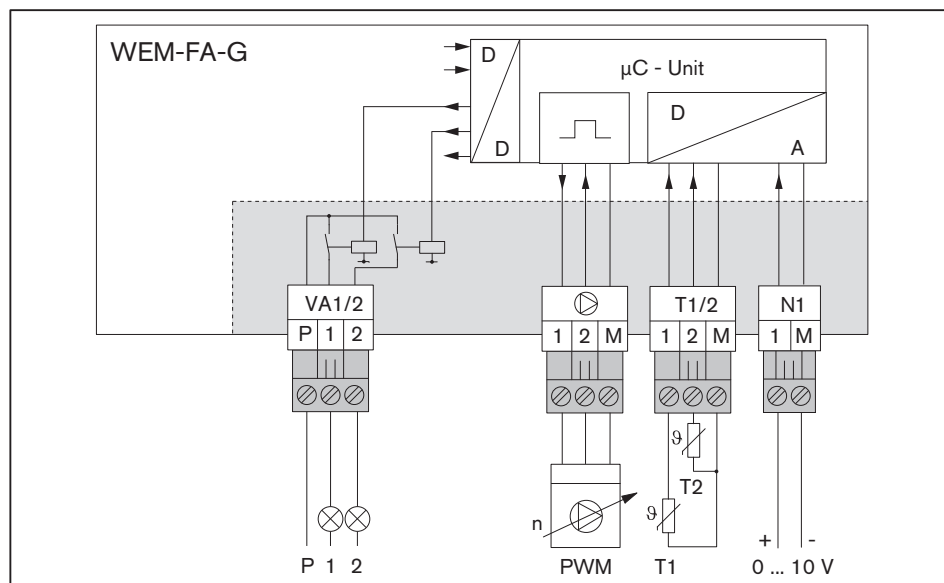 WEM-FA-G
D
D
µC - Unit
D
A
VA1/2
P 1 2
1 2 M
T1/2
1 2 M
N1
1 M
ϑ
T2
ϑ
n
+ -
P 1 2
PWM
T1
0 ... 10 V